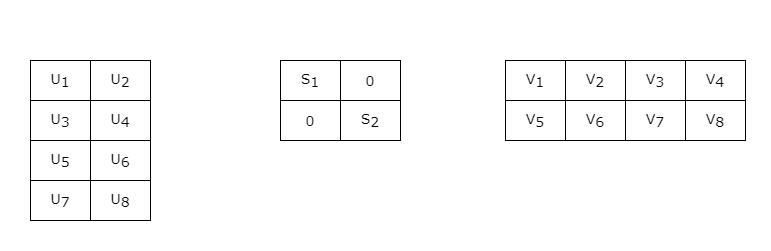 U1 U2 S1 0 V1 V2 V3 V4
U3 U4 0 S2 V5 V6 V7 V8
U5 U6
U7 U8